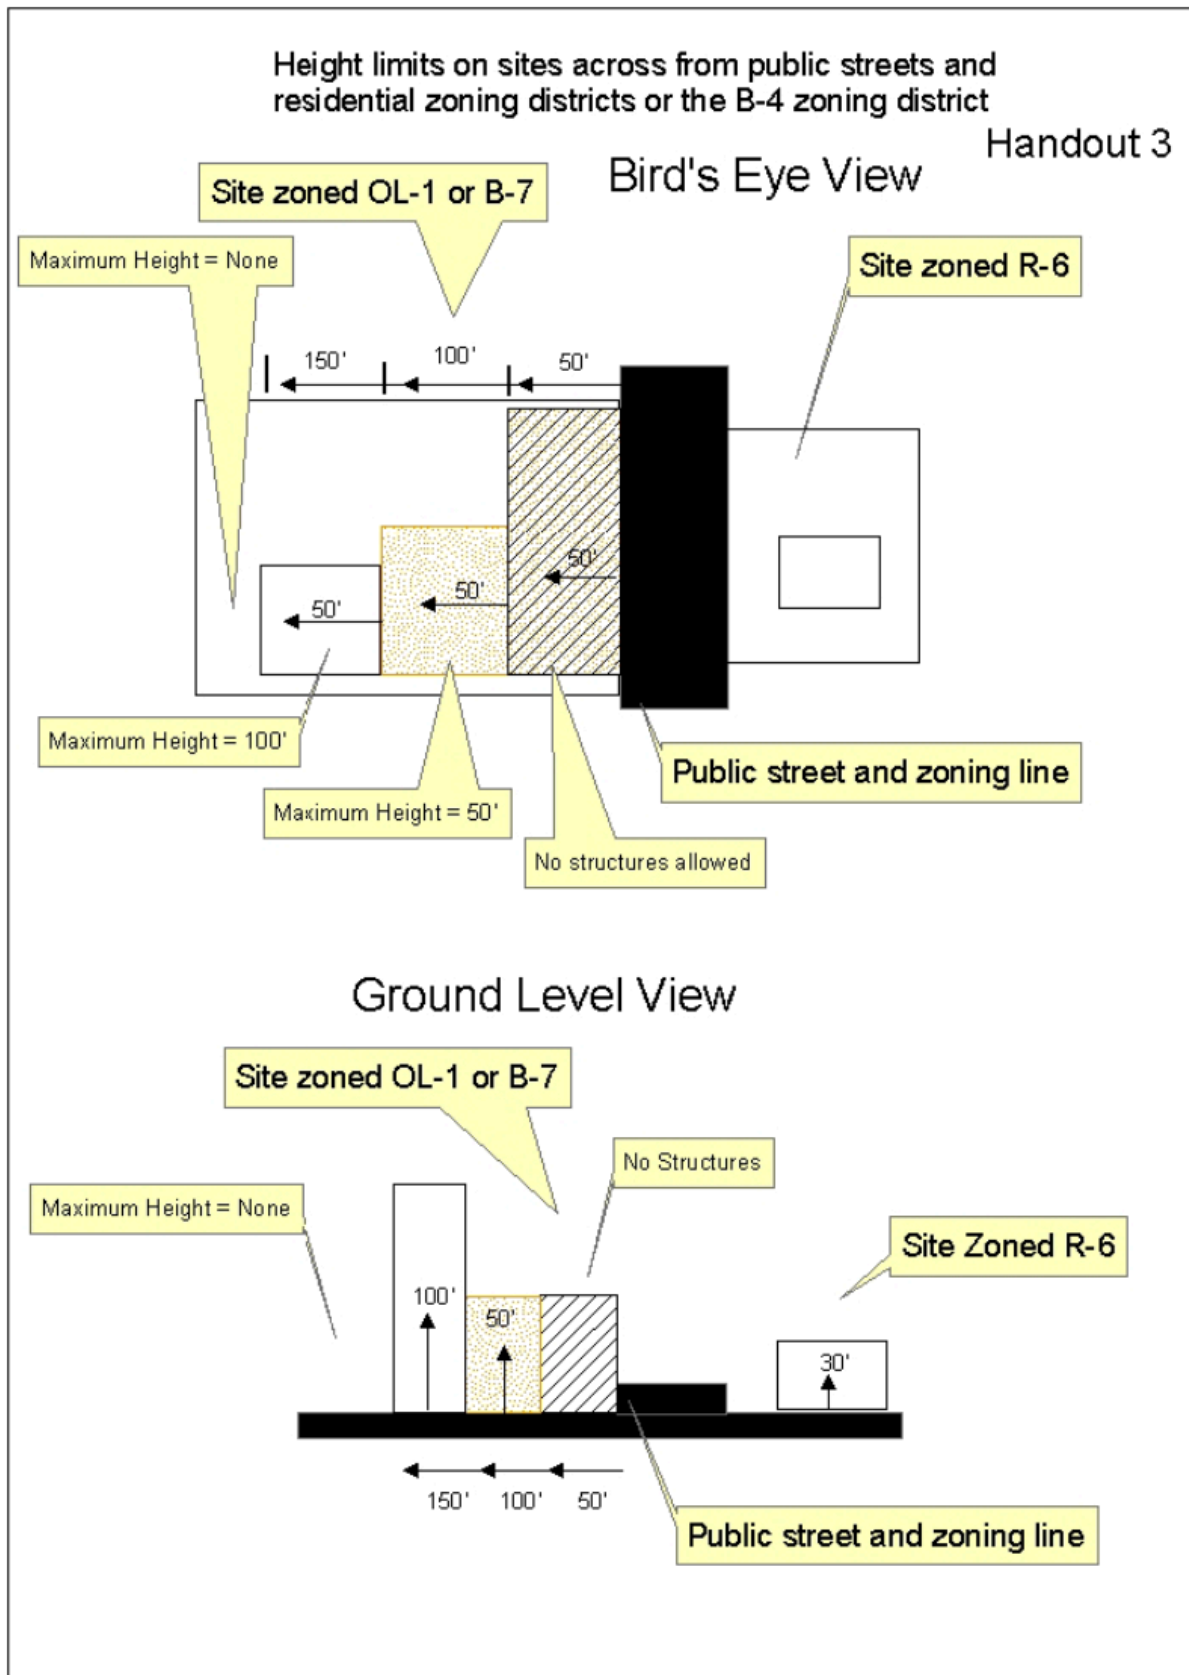 Height limits on sites across from public streets and
residential zoning districts or the B-4 zoning district
Handout 3
Bird's Eye View
Site zoned OL-1 or B-7
Maximum Height = None
Site zoned R-6
150'
100'
50'
50'
50'
50'
Maximum Height = 100'
Public street and zoning line
Maximum Height = 50'
No structures allowed
Ground Level View
Site zoned OL-1 or B-7
No Structures
Maximum Height = None
Site Zoned R-6
100'
50'
30'
150'
100'
50'
Public street and zoning line